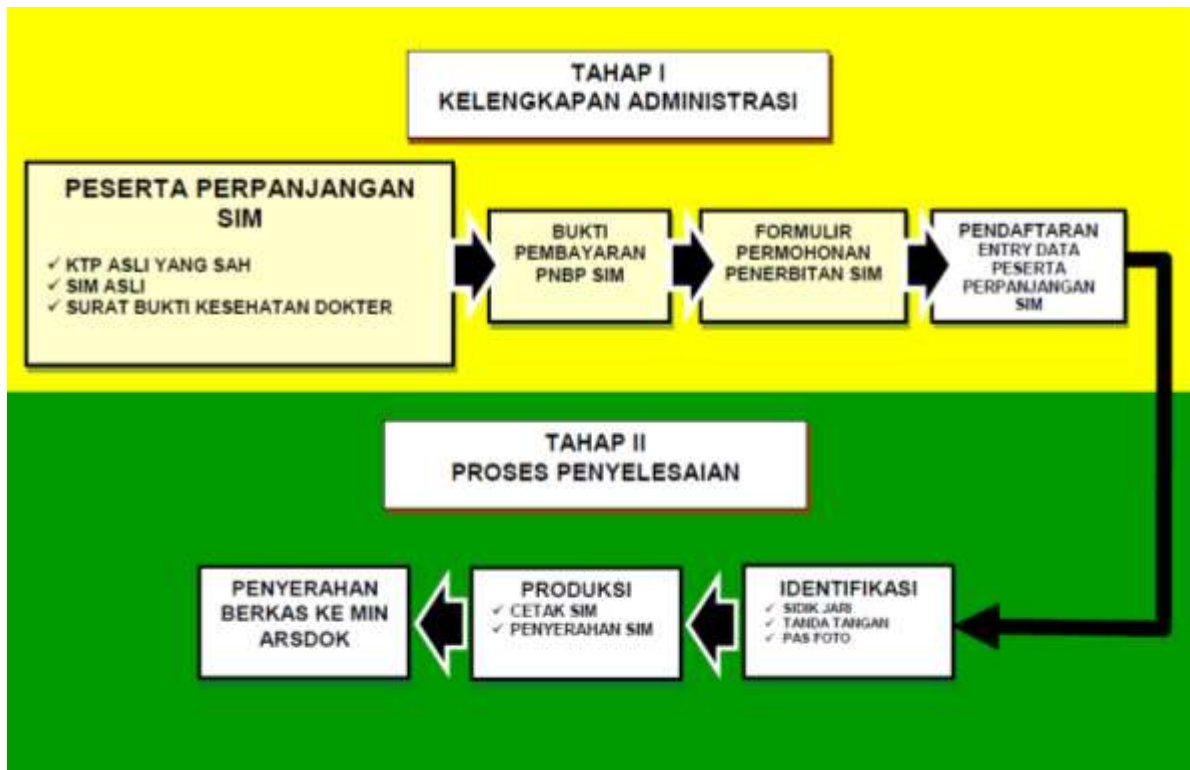 TAHAP I
KELENGKAPAN ADMINISTRASI
PESERTA PERPANJANGAN
SIM
✓ KTP ASLI YANG SAH
✓ SIM ASLI
✓ SURAT BUKTI KESEHATAN DOKTER
BUKTI
PEMBAYARAN
PNBP SIM
FORMULIR
PERMOHONAN
PENERBITAN SIM
PENDAFTARAN
ENTRY DATA
PESERTA
PERPANJANGAN
SIM
TAHAP II
PROSES PENYELESAIAN
IDENTIFIKASI
✓ SIDIK JARI
✓ TANDA TANGAN
✓ PAS FOTO
PRODUKSI
✓ CETAK SIM
✓ PENYERAHAN SIM
PENYERAHAN
BERKAS KE MIN
ARSDOK